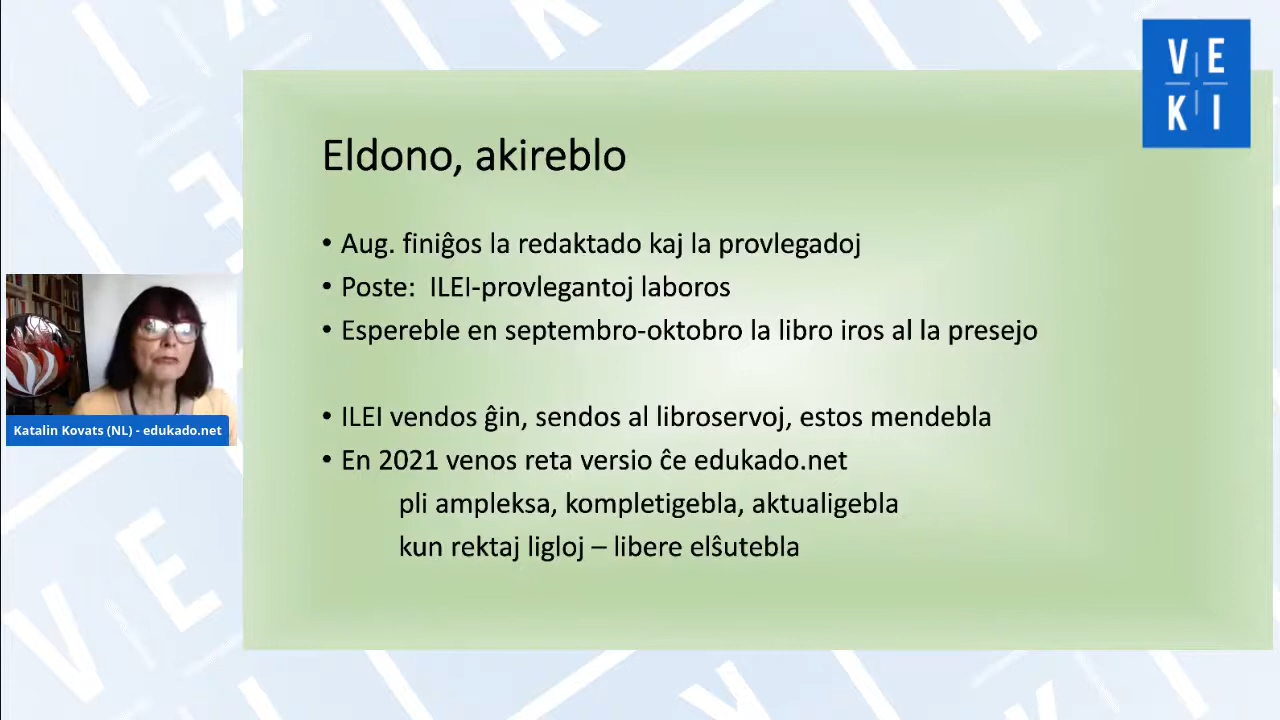 VE
KI
Eldono, akireblo
• Aug. finiĝos la redaktado kaj la provlegadoj
• Poste: ILEI-provlegantoj laboros
• Espereble en septembro-oktobro la libro iros al la presejo
• ILEI vendos ĝin, sendos al libroservoj, estos mendebla
• En 2021 venos reta versio ĉe edukado.net
pli ampleksa, kompletigebla, aktualigebla
kun rektaj ligloj – libere elŝutebla
Katalin Kovats (NL) - edukado.net